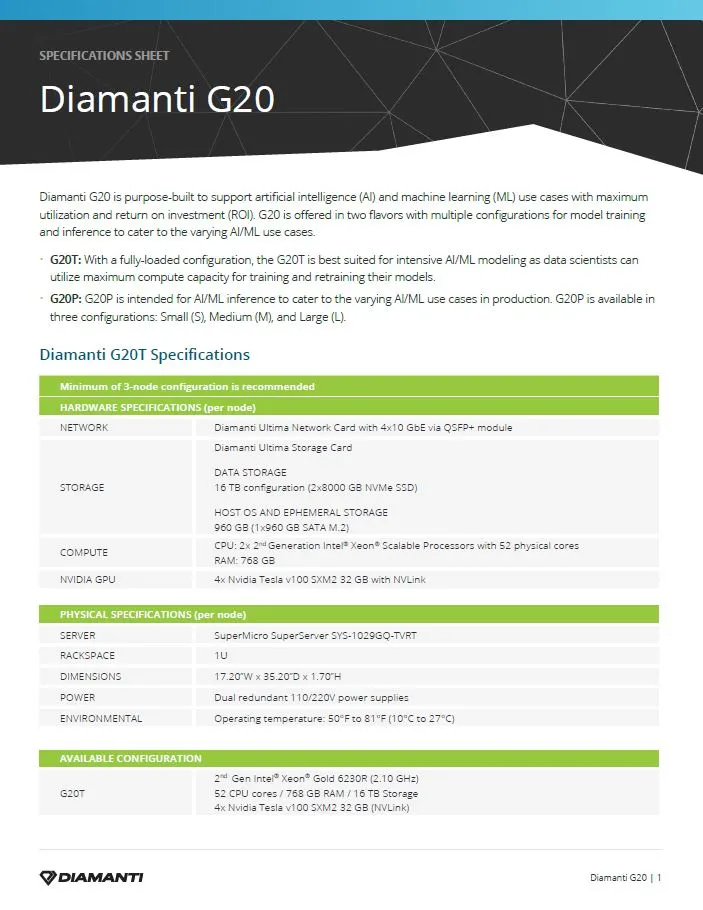 SPECIFICATIONS SHEET
Diamanti G20
Diamanti G20 is purpose-built to support artificial intelligence (AI) and machine learning (ML) use cases with maximum
utilization and return on investment (ROI). G20 is offered in two flavors with multiple configurations for model training
and inference to cater to the varying AI/ML use cases.
· G20T: With a fully-loaded configuration, the G20T is best suited for intensive AI/ML modeling as data scientists can
utilize maximum compute capacity for training and retraining their models.
· G20P: G20P is intended for AI/ML inference to cater to the varying AI/ML use cases in production. G20P is available in
three configurations: Small (S), Medium (M), and Large (L).
Diamanti G20T Specifications
Minimum of 3-node configuration is recommended
HARDWARE SPECIFICATIONS (per node)
NETWORK Diamanti Ultima Network Card with 4x10 GbE via QSFP+ module
STORAGE
Diamanti Ultima Storage Card
DATA STORAGE
16 TB configuration (2x8000 GB NVMe SSD)
HOST OS AND EPHEMERAL STORAGE
960 GB (1x960 GB SATA M.2)
COMPUTE
CPU: 2x 2nd Generation Intel® Xeon® Scalable Processors with 52 physical cores
RAM: 768 GB
NVIDIA GPU 4x Nvidia Tesla v100 SXM2 32 GB with NVLink
PHYSICAL SPECIFICATIONS (per node)
SERVER SuperMicro SuperServer SYS-1029GQ-TVRT
RACKSPACE 1U
DIMENSIONS 17.20"W x 35.20"D x 1.70"H
POWER Dual redundant 110/220V power supplies
ENVIRONMENTAL Operating temperature: 50°F to 81°F (10°C to 27°C)
AVAILABLE CONFIGURATION
G20T
2nd Gen Intel® Xeon® Gold 6230R (2.10 GHz)
52 CPU cores / 768 GB RAM / 16 TB Storage
4x Nvidia Tesla v100 SXM2 32 GB (NVLink)
DIAMANTI
Diamanti G20 | 1